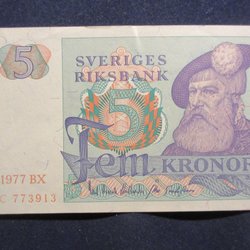 5
SVERIGES
RIKSBANK
5
Fem KRONOR
1977 BX
C 773913